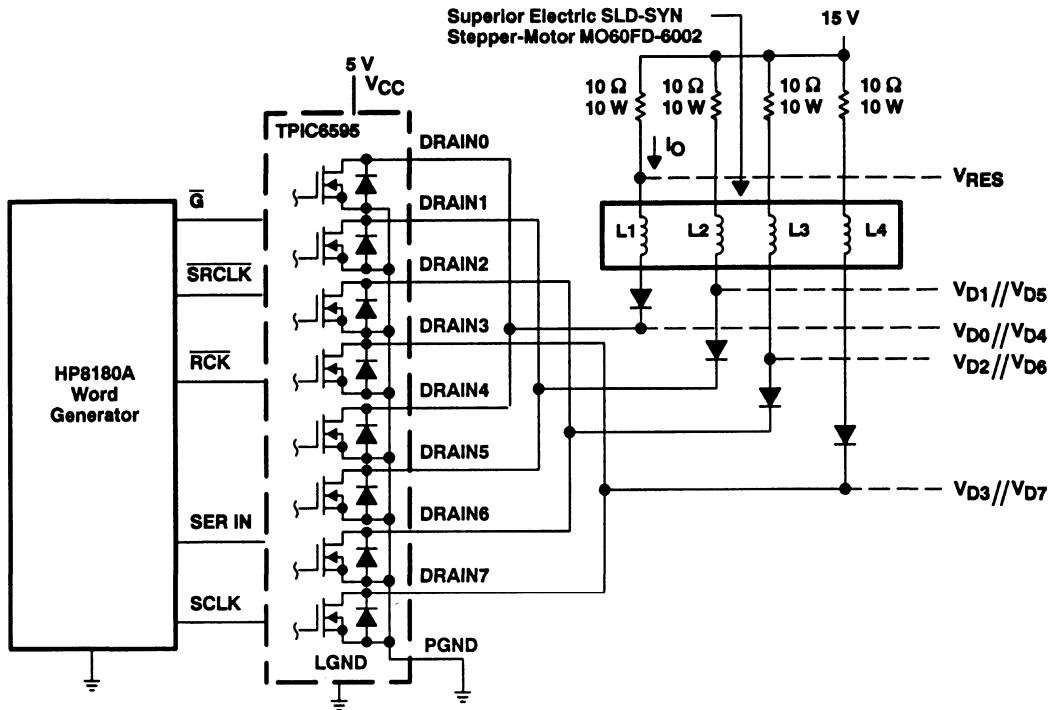 Superior Electric SLD-SYN
Stepper-Motor MO60FD-6002
15 V
5 V
VCC
10 Ω
10 W
10 Ω
10 W
10 Ω
10 W
10 Ω
10 W
TPIC6595
DRAIN0
IO
VRES
G
DRAIN1
L1
L2
L3
L4
DRAIN2
SRCLK
VD1//VD5
DRAIN3
VD0//VD4
RCK
VD2//VD6
HP8180A
Word
Generator
DRAIN4
DRAIN5
VD3//VD7
SER IN
DRAIN6
DRAIN7
SCLK
LGND
PGND